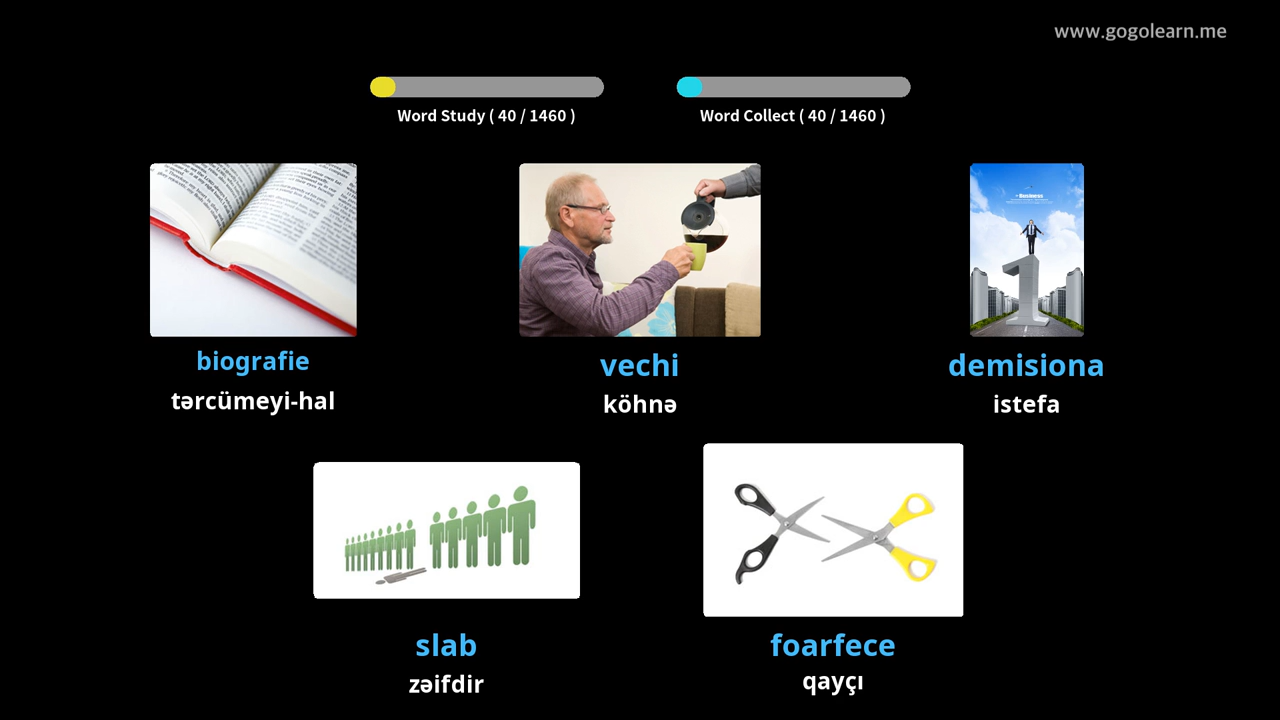 www.gogolearn.me
Word Study ( 40 / 1460 )
Word Collect ( 40 / 1460 )
biografie
tərcümeyi-hal
vechi
köhnə
Business
demisiona
istefa
slab
zəifdir
foarfece
qayçı